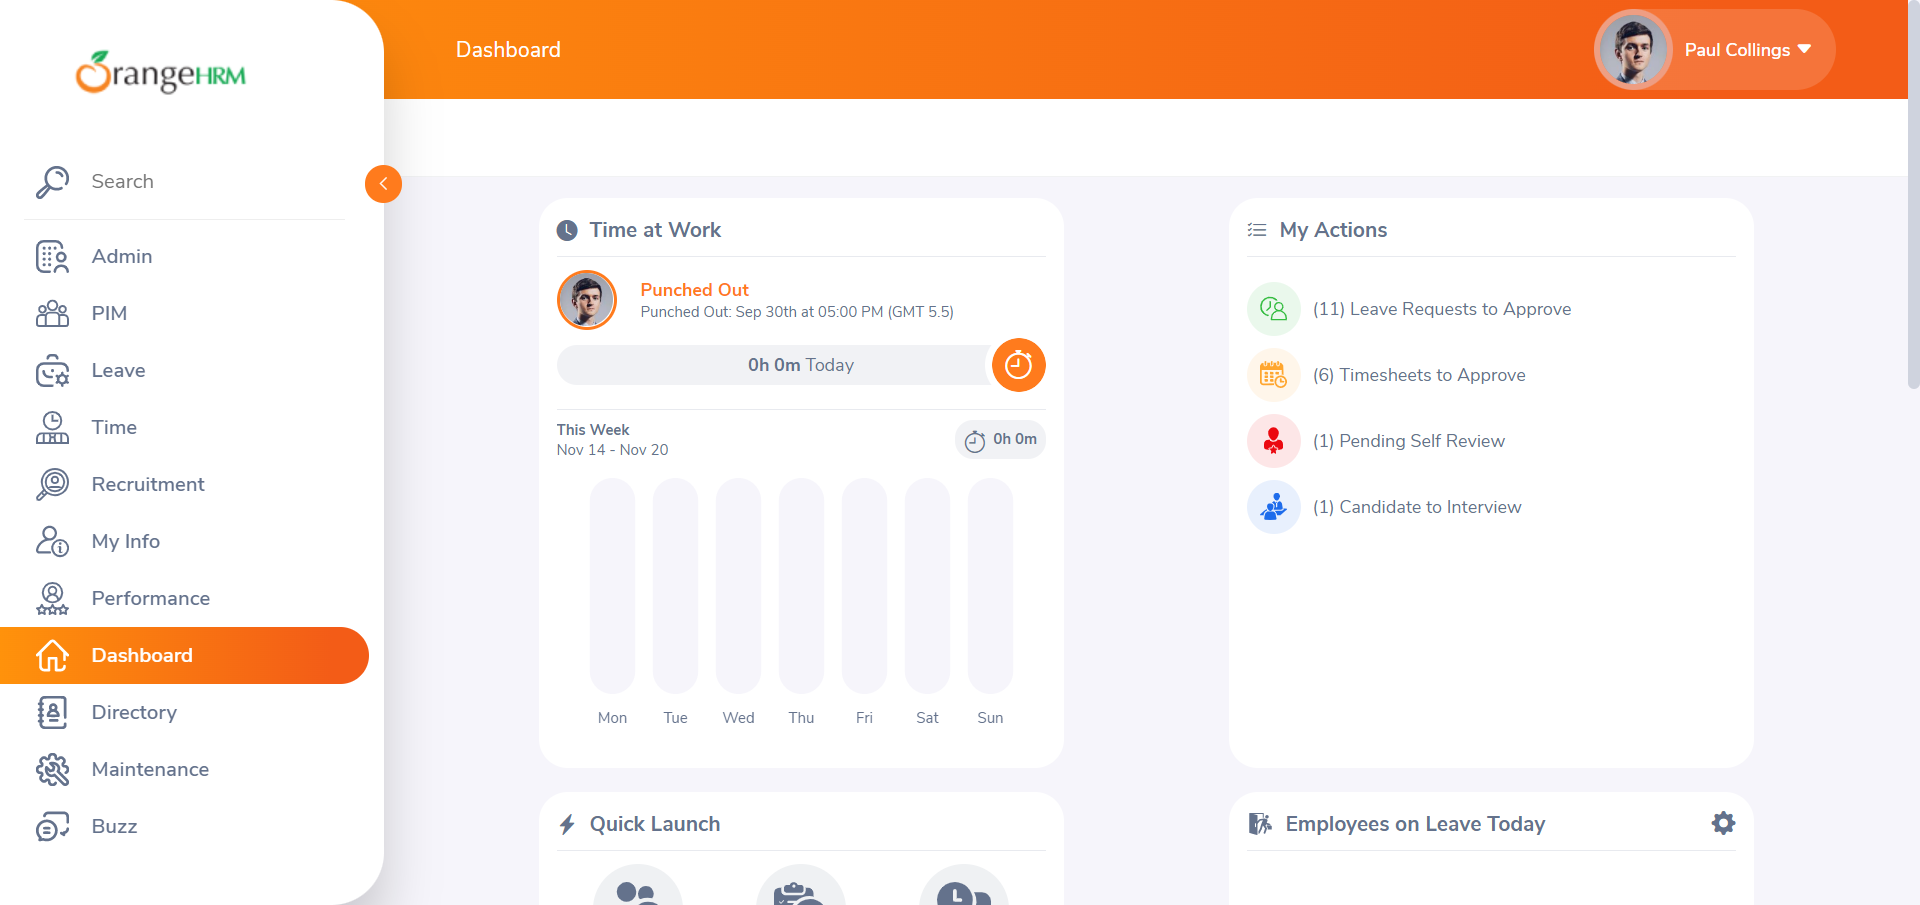 OrangeHRM
Search
Admin
PIM
Leave
Time
Recruitment
My Info
Performance
Dashboard
Directory
Maintenance
Buzz
Dashboard
Paul Collings
Time at Work
Punched Out
Punched Out: Sep 30th at 05:00 PM (GMT 5.5)
0h 0m Today
This Week
Nov 14 - Nov 20
0h 0m
Mon Tue Wed Thu Fri Sat Sun
My Actions
(11) Leave Requests to Approve
(6) Timesheets to Approve
(1) Pending Self Review
(1) Candidate to Interview
Quick Launch
Employees on Leave Today